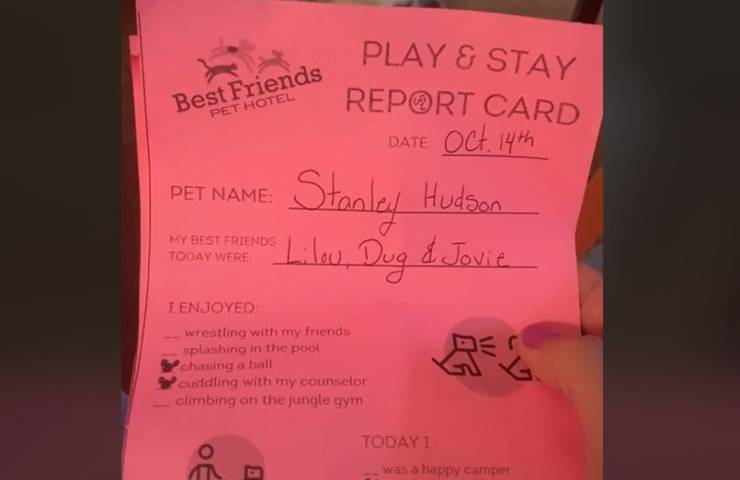 Best Friends
PET HOTEL
PLAY & STAY
REPORT CARD
DATE: Oct. 14th
PET NAME: Stanley Hudson
MY BEST FRIENDS
TODAY WERE: Lilou, Dug & Jovie
I ENJOYED:
__ wrestling with my friends
__ splashing in the pool
chasing a ball
cuddling with my counselor
__ climbing on the jungle gym
TODAY I:
__ was a happy camper